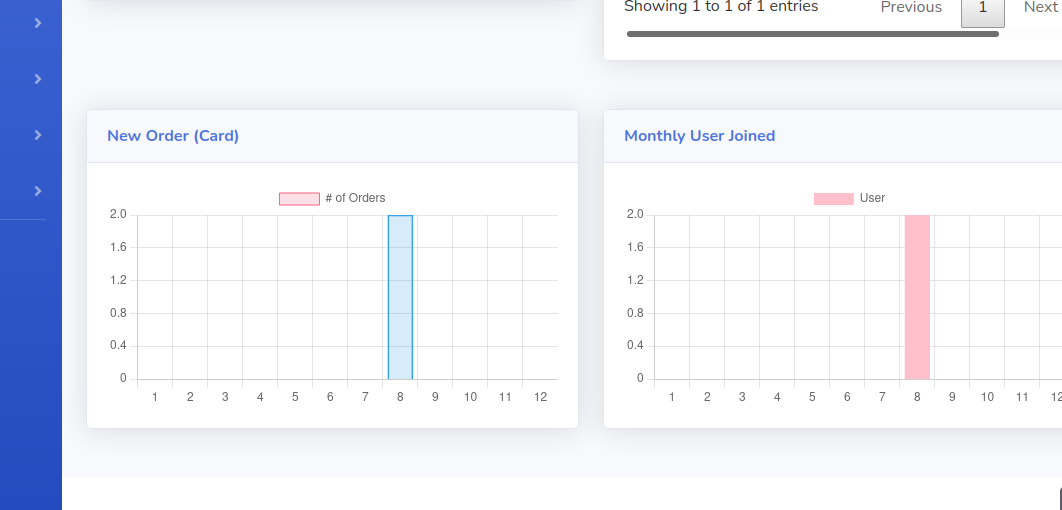 Showing 1 to 1 of 1 entries
Previous 1 Next
New Order (Card)
# of Orders
2.0
1.6
1.2
0.8
0.4
0
1 2 3 4 5 6 7 8 9 10 11 12
Monthly User Joined
User
2.0
1.6
1.2
0.8
0.4
0
1 2 3 4 5 6 7 8 9 10 11 12